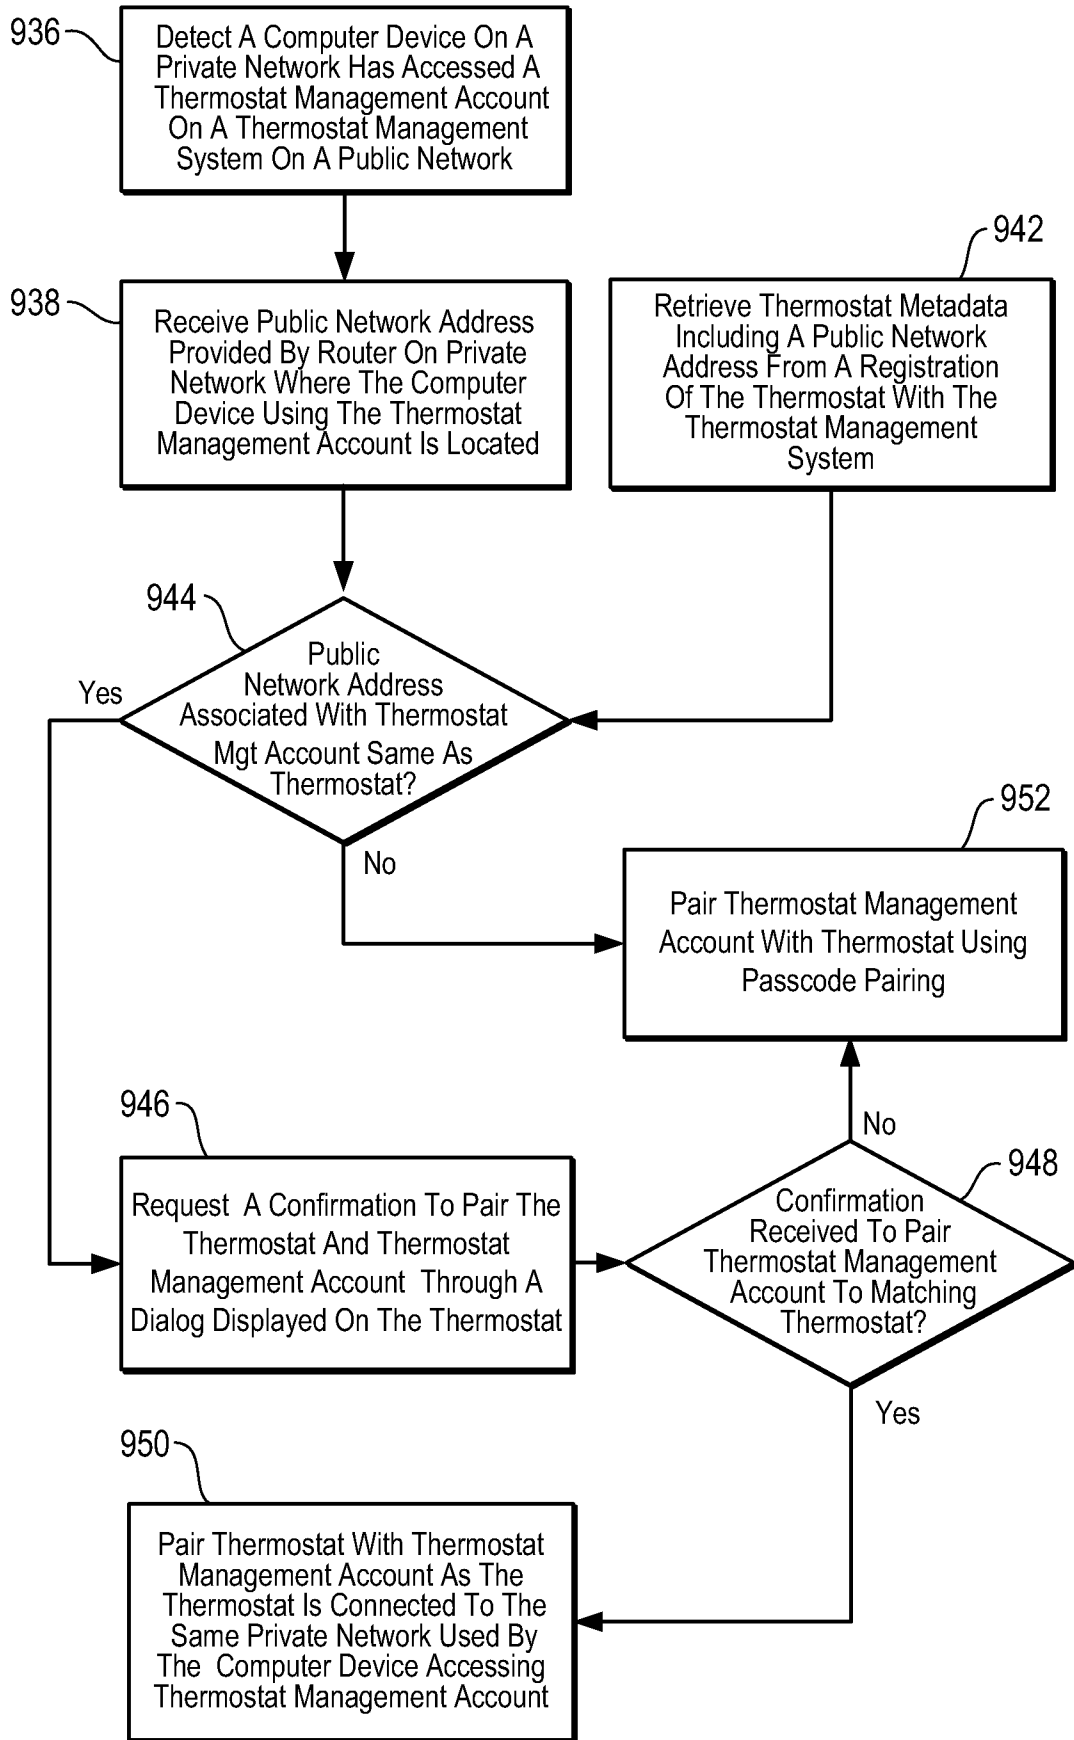 936
Detect A Computer Device On A
Private Network Has Accessed A
Thermostat Management Account
On A Thermostat Management
System On A Public Network
942
938
Receive Public Network Address
Provided By Router On Private
Network Where The Computer
Device Using The Thermostat
Management Account Is Located
Retrieve Thermostat Metadata
Including A Public Network
Address From A Registration
Of The Thermostat With The
Thermostat Management
System
944
Public
Network Address
Associated With Thermostat
Mgt Account Same As
Thermostat?
Yes
No
952
Pair Thermostat Management
Account With Thermostat Using
Passcode Pairing
946
Request A Confirmation To Pair The
Thermostat And Thermostat
Management Account Through A
Dialog Displayed On The Thermostat
No
948
Confirmation
Received To Pair
Thermostat Management
Account To Matching
Thermostat?
Yes
950
Pair Thermostat With Thermostat
Management Account As The
Thermostat Is Connected To The
Same Private Network Used By
The Computer Device Accessing
Thermostat Management Account